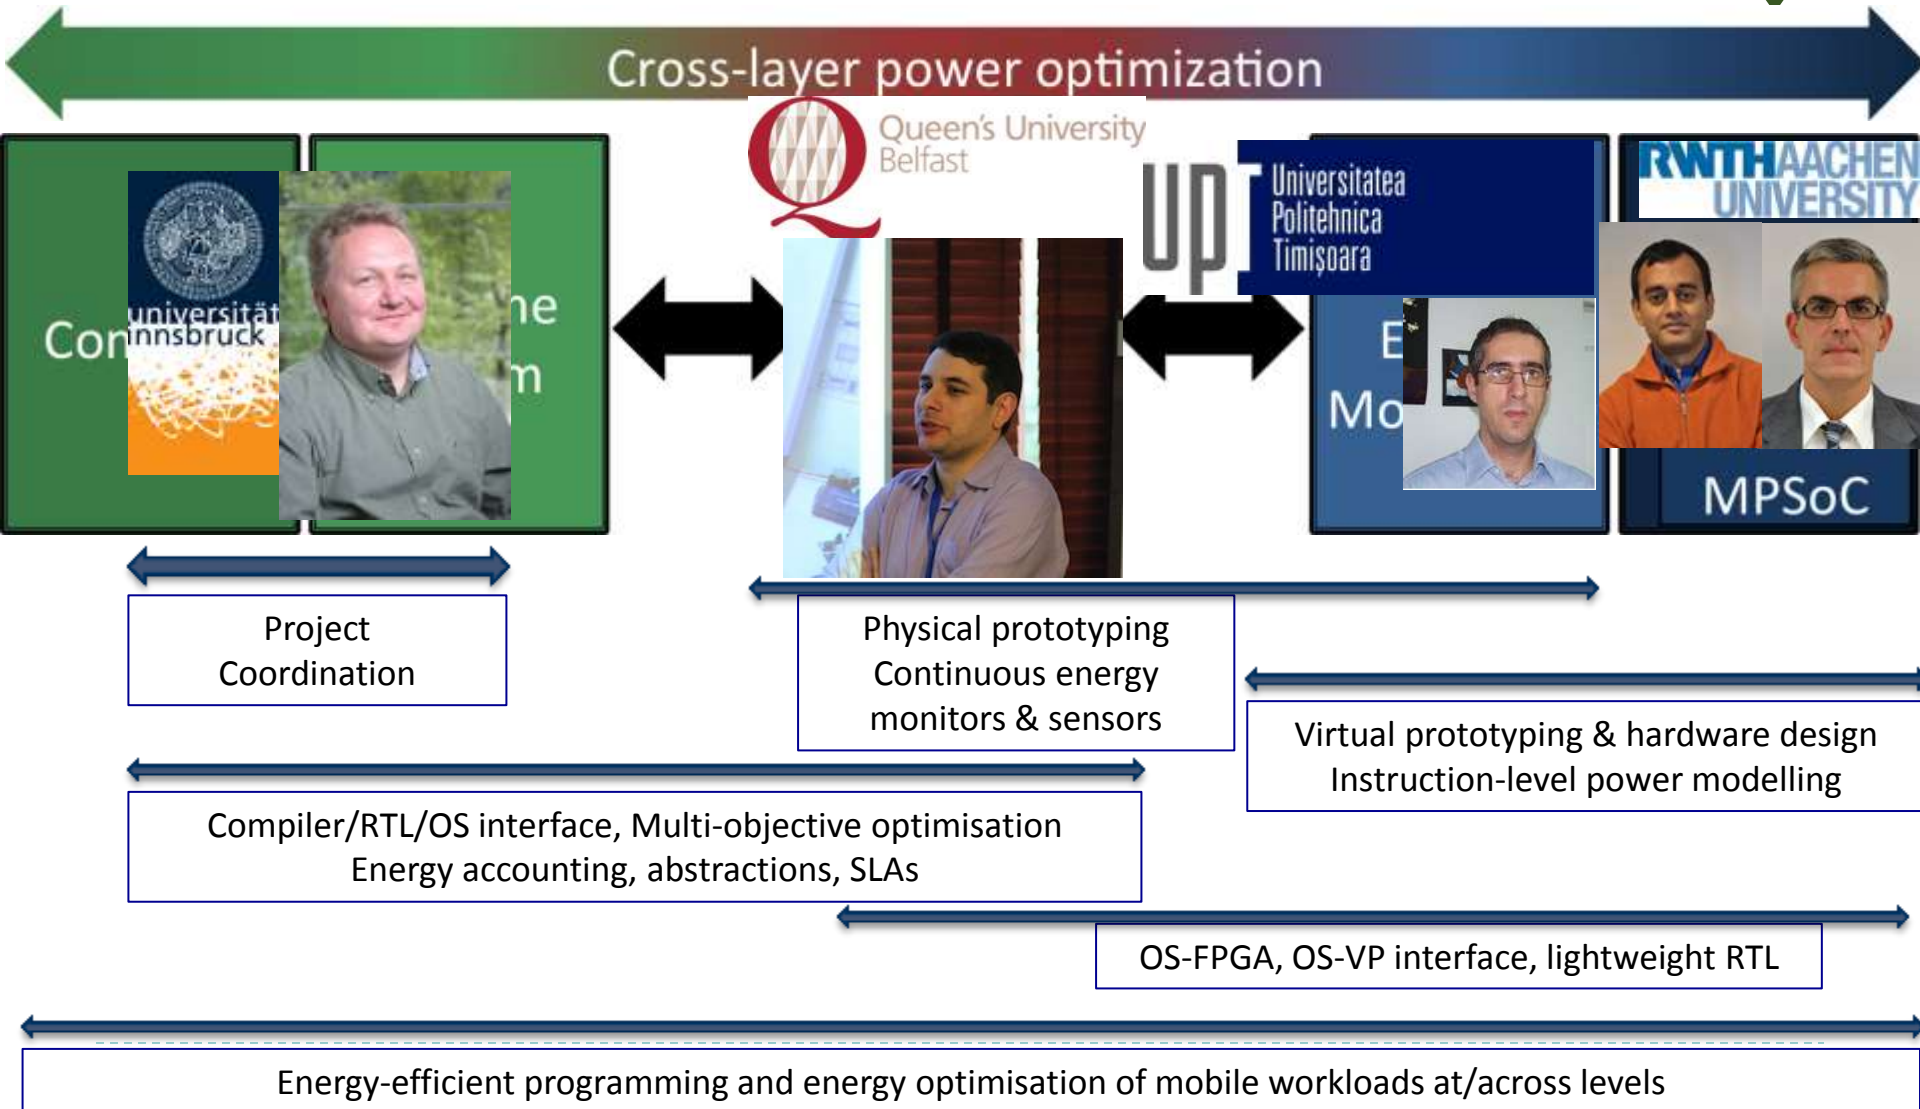 Cross-layer power optimization
Queen's University
Belfast
universität
innsbruck
upT
Universitatea
Politehnica
Timişoara
RWTHAACHEN
UNIVERSITY
MPSoC
Project
Coordination
Physical prototyping
Continuous energy
monitors & sensors
Virtual prototyping & hardware design
Instruction-level power modelling
Compiler/RTL/OS interface, Multi-objective optimisation
Energy accounting, abstractions, SLAs
OS-FPGA, OS-VP interface, lightweight RTL
Energy-efficient programming and energy optimisation of mobile workloads at/across levels